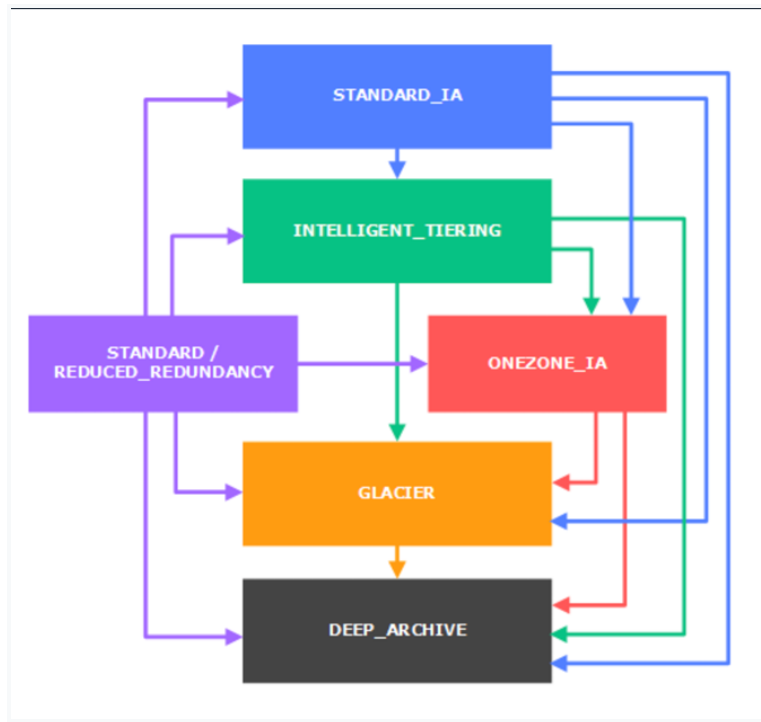 STANDARD_IA
INTELLIGENT_TIERING
STANDARD /
REDUCED_REDUNDANCY
ONEZONE_IA
GLACIER
DEEP_ARCHIVE